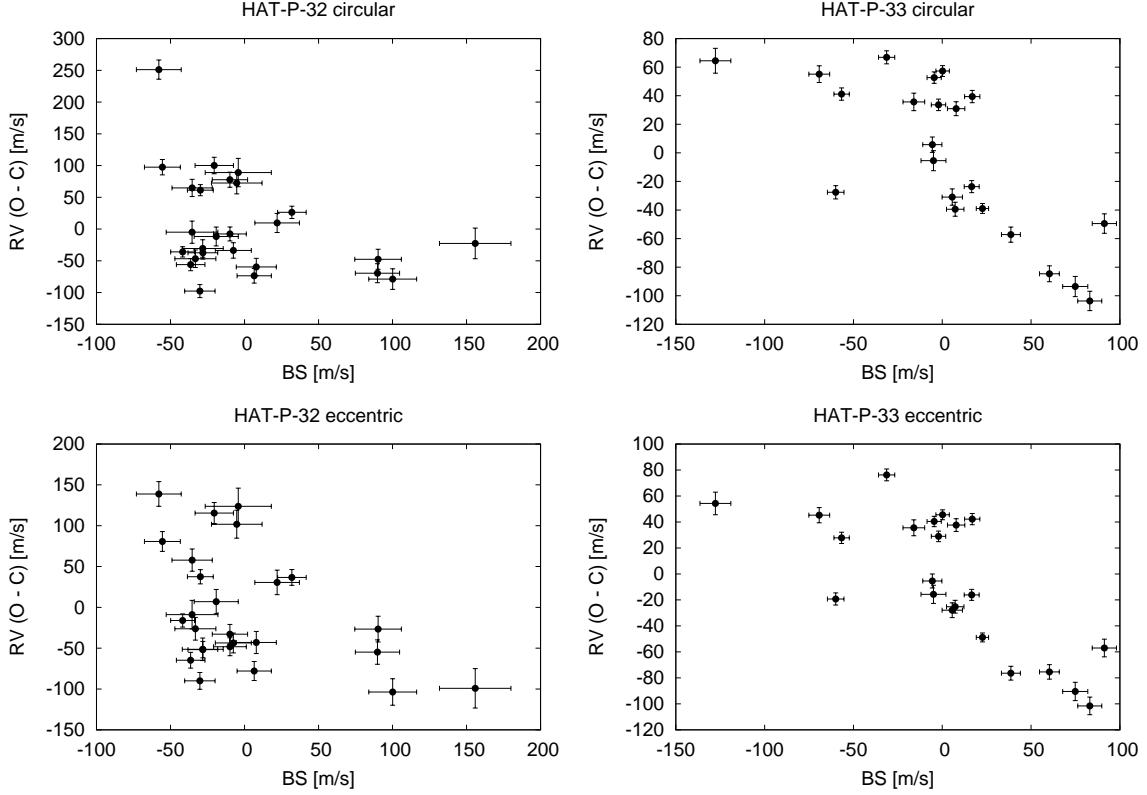 HAT-P-32 circular
300
250
200
150
100
50
0
-50
-100
-150
RV (O - C) [m/s]
-100 -50 0 50 100 150 200
BS [m/s]
HAT-P-33 circular
80
60
40
20
0
-20
-40
-60
-80
-100
-120
RV (O - C) [m/s]
-150 -100 -50 0 50 100
BS [m/s]
HAT-P-32 eccentric
200
150
100
50
0
-50
-100
-150
RV (O - C) [m/s]
-100 -50 0 50 100 150 200
BS [m/s]
HAT-P-33 eccentric
100
80
60
40
20
0
-20
-40
-60
-80
-100
-120
RV (O - C) [m/s]
-150 -100 -50 0 50 100
BS [m/s]